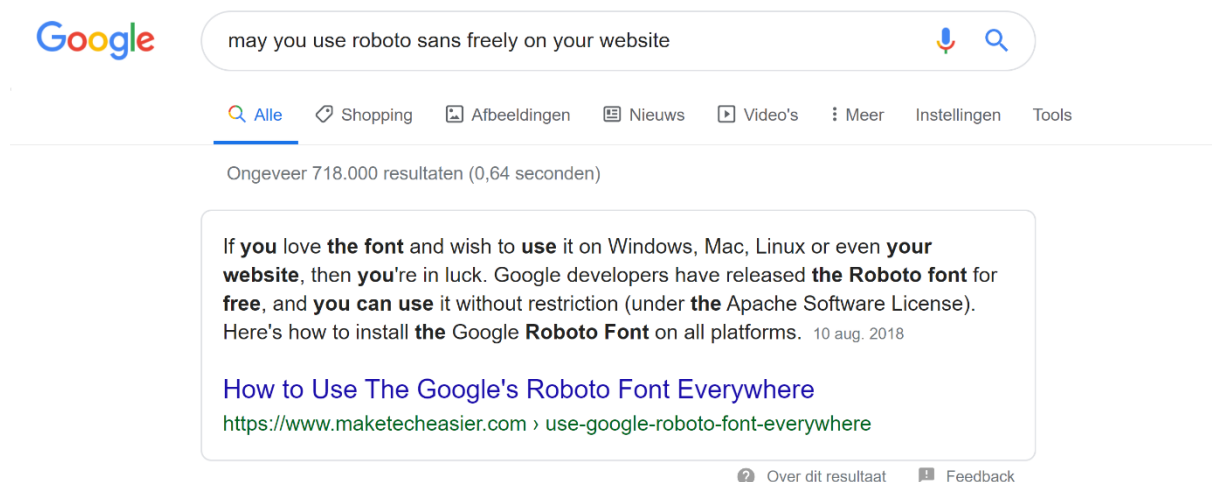 Google
may you use roboto sans freely on your website
Alle Shopping Afbeeldingen Nieuws Video's Meer Instellingen Tools
Ongeveer 718.000 resultaten (0,64 seconden)
If you love the font and wish to use it on Windows, Mac, Linux or even your
website, then you're in luck. Google developers have released the Roboto font for
free, and you can use it without restriction (under the Apache Software License).
Here's how to install the Google Roboto Font on all platforms. 10 aug. 2018
How to Use The Google's Roboto Font Everywhere
https://www.maketecheasier.com › use-google-roboto-font-everywhere
Over dit resultaat Feedback